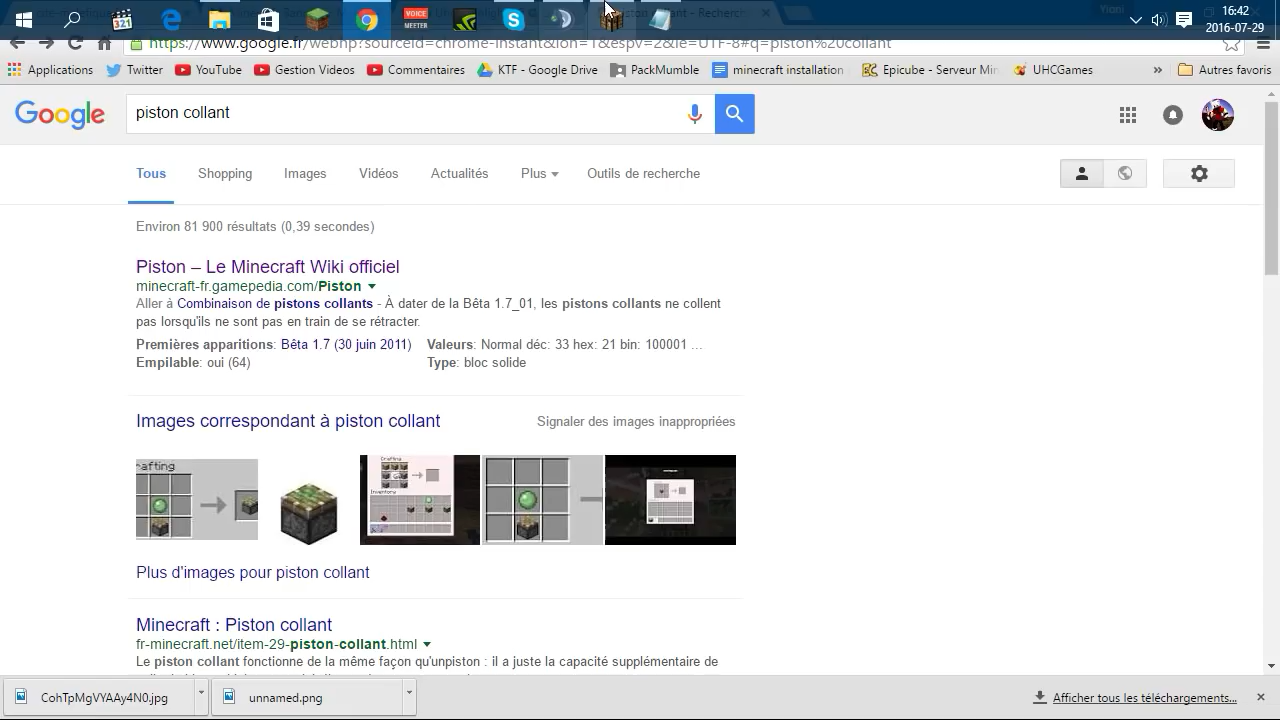 321
VOICE
MEETER
Yiani
16:42
2016-07-29
https://www.google.fr/webhp?sourceid=chrome-instant&ion=1&espv=2&ie=UTF-8#q=piston%20collant
Applications Twitter YouTube Gestion Videos Commentaires KTF - Google Drive PackMumble minecraft installation Epicube - Serveur Min UHCGames » Autres favoris
Google piston collant
Tous Shopping Images Vidéos Actualités Plus Outils de recherche
Environ 81 900 résultats (0,39 secondes)
Piston – Le Minecraft Wiki officiel
minecraft-fr.gamepedia.com/Piston
Aller à Combinaison de pistons collants - À dater de la Bêta 1.7_01, les pistons collants ne collent
pas lorsqu'ils ne sont pas en train de se rétracter.
Premières apparitions: Bêta 1.7 (30 juin 2011) Valeurs: Normal déc: 33 hex: 21 bin: 100001 ...
Empilable: oui (64) Type: bloc solide
Images correspondant à piston collant Signaler des images inappropriées
afting
Crafting
Inventory
Plus d'images pour piston collant
Minecraft : Piston collant
fr-minecraft.net/item-29-piston-collant.html
Le piston collant fonctionne de la même façon qu'unpiston : il a juste la capacité supplémentaire de
CohTpMgVYAAy4N0.jpg unnamed.png Afficher tous les téléchargements...